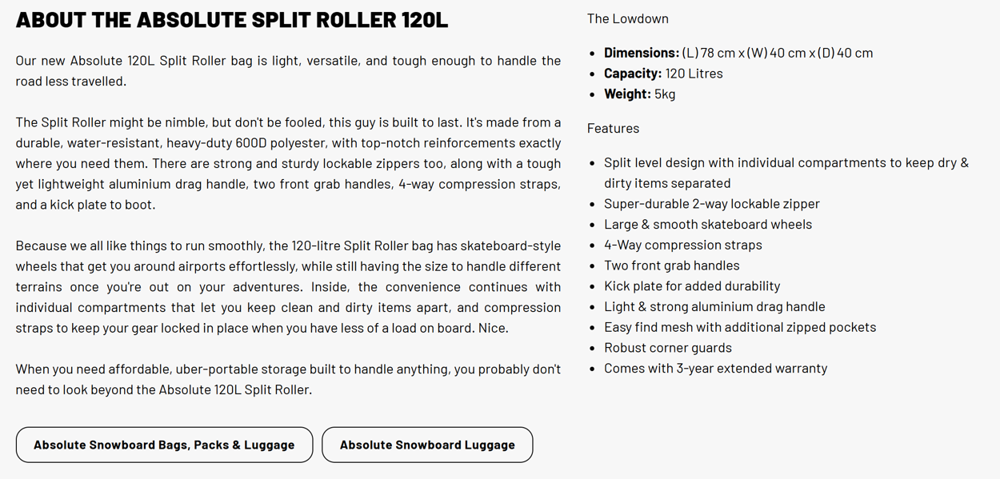 ABOUT THE ABSOLUTE SPLIT ROLLER 120L
Our new Absolute 120L Split Roller bag is light, versatile, and tough enough to handle the
road less travelled.
The Split Roller might be nimble, but don't be fooled, this guy is built to last. It's made from a
durable, water-resistant, heavy-duty 600D polyester, with top-notch reinforcements exactly
where you need them. There are strong and sturdy lockable zippers too, along with a tough
yet lightweight aluminium drag handle, two front grab handles, 4-way compression straps,
and a kick plate to boot.
Because we all like things to run smoothly, the 120-litre Split Roller bag has skateboard-style
wheels that get you around airports effortlessly, while still having the size to handle different
terrains once you're out on your adventures. Inside, the convenience continues with
individual compartments that let you keep clean and dirty items apart, and compression
straps to keep your gear locked in place when you have less of a load on board. Nice.
When you need affordable, uber-portable storage built to handle anything, you probably don't
need to look beyond the Absolute 120L Split Roller.
Absolute Snowboard Bags, Packs & Luggage
Absolute Snowboard Luggage
The Lowdown
• Dimensions: (L) 78 cm x (W) 40 cm x (D) 40 cm
• Capacity: 120 Litres
• Weight: 5kg
Features
• Split level design with individual compartments to keep dry &
dirty items separated
• Super-durable 2-way lockable zipper
• Large & smooth skateboard wheels
• 4-Way compression straps
• Two front grab handles
• Kick plate for added durability
• Light & strong aluminium drag handle
• Easy find mesh with additional zipped pockets
• Robust corner guards
• Comes with 3-year extended warranty